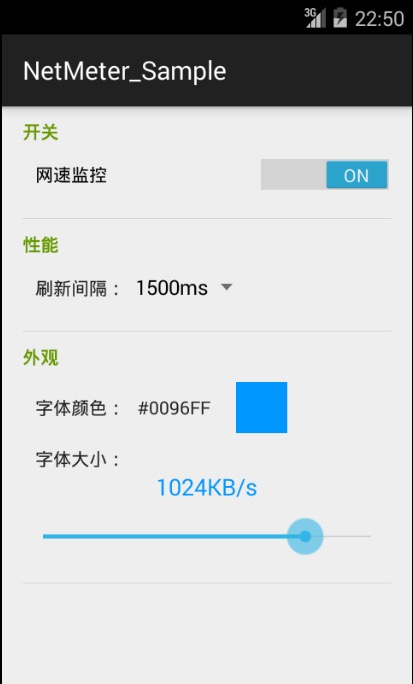 3G 22:50
NetMeter_Sample
开关
网速监控 ON
性能
刷新间隔： 1500ms
外观
字体颜色： #0096FF
字体大小：
1024KB/s